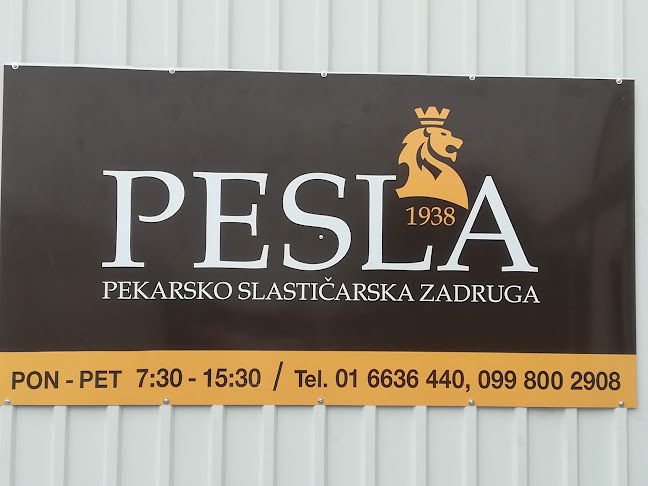 PESLA
1938
PEKARSKO SLASTIČARSKA ZADRUGA
PON - PET 7:30 - 15:30 / Tel. 01 6636 440, 099 800 2908